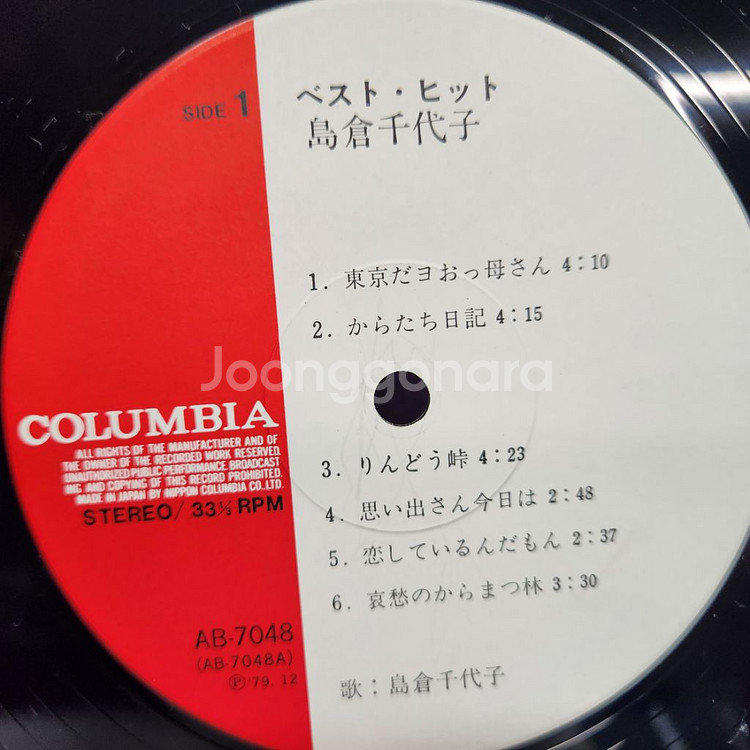 SIDE 1
ベスト・ヒット
島倉千代子
1. 東京だヨおっ母さん 4:10
2. からたち日記 4:15
Joonggonara
COLUMBIA
ALL RIGHTS OF THE MANUFACTURER AND OF
THE OWNER OF THE RECORDED WORK RESERVED.
UNAUTHORIZED PUBLIC PERFORMANCE BROADCAST
ING AND COPYING OF THIS RECORD PROHIBITED.
MADE IN JAPAN BY NIPPON COLUMBIA CO.LTD.
STEREO/ 33⅓ RPM
3. りんどう峠 4:23
4. 思い出さん今日は 2:48
5. 恋しているんだもん 2:37
6. 哀愁のからまつ林 3:30
AB-7048
(AB-7048A)
Ⓟ'79.12
歌：島倉千代子